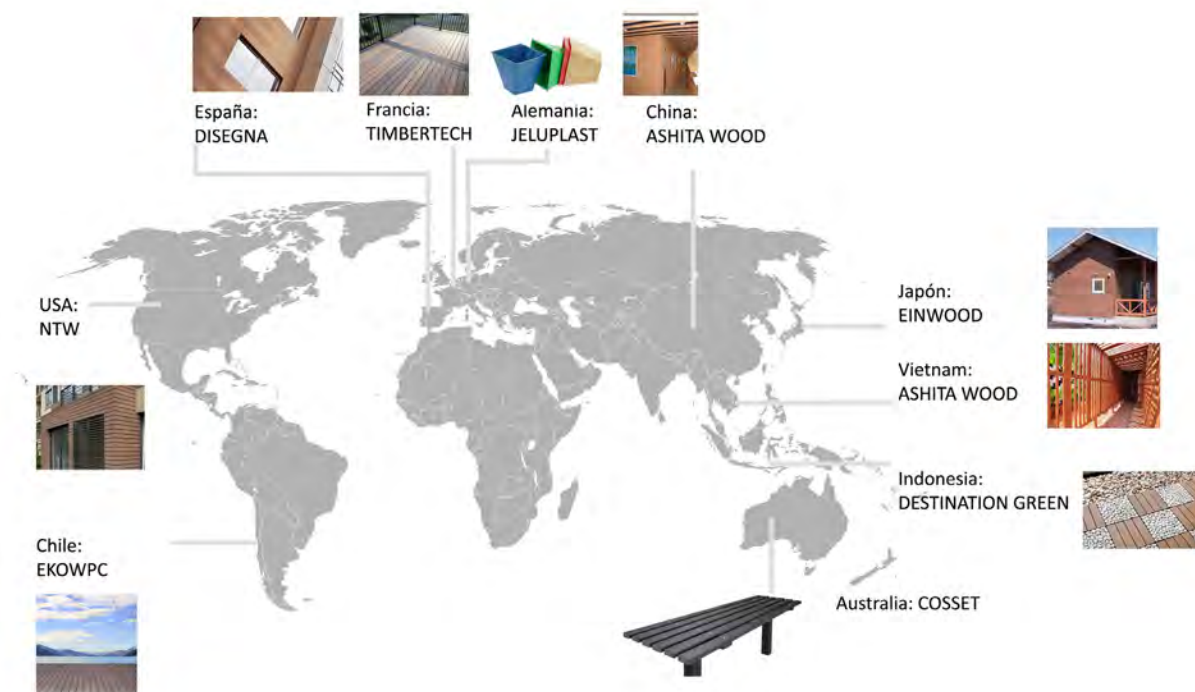 España:
DISEGNA
Francia:
TIMBERTECH
Alemania:
JELUPLAST
China:
ASHITA WOOD
USA:
NTW
Japón:
EINWOOD
Vietnam:
ASHITA WOOD
Indonesia:
DESTINATION GREEN
Chile:
EKOWPC
Australia: COSSET